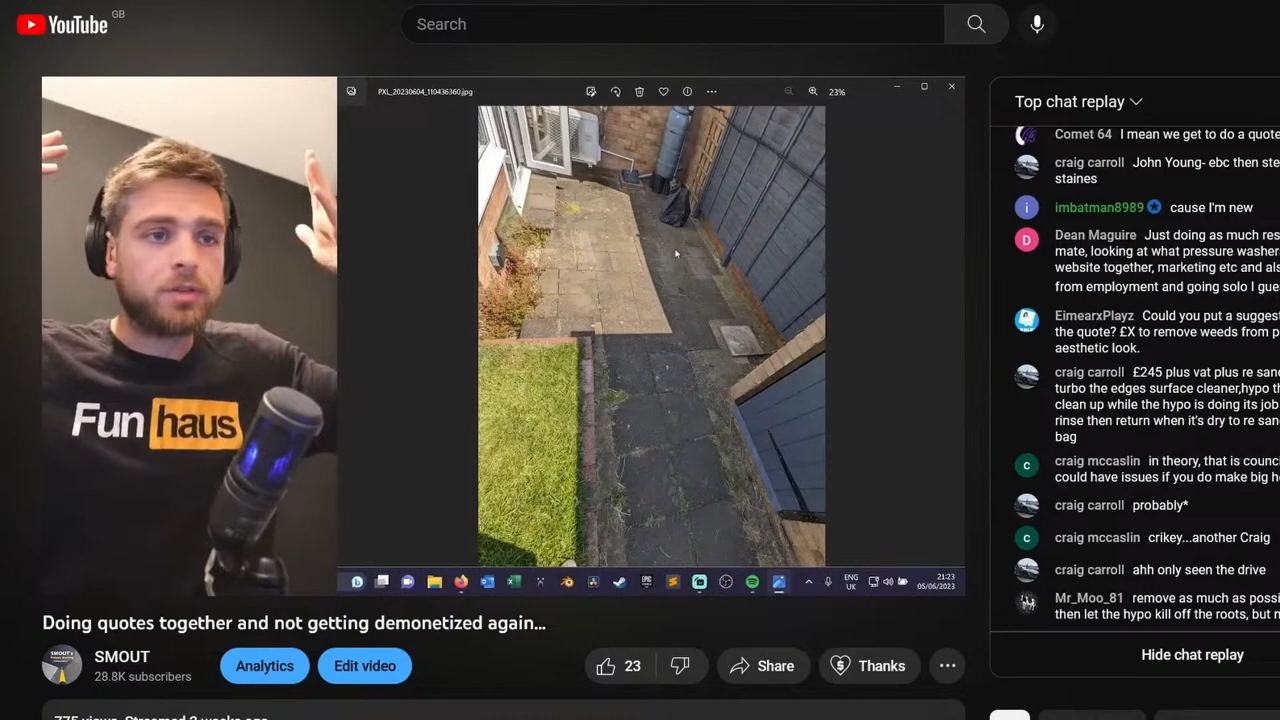 YouTube GB
Search
PXL_20230604_110436360.jpg
23%
Fun haus
ENG
UK
21:23
05/06/2023
Doing quotes together and not getting demonetized again...
SMOUT
28.8K subscribers
Analytics
Edit video
23
Share
Thanks
Top chat replay
Comet 64 I mean we get to do a quote
craig carroll John Young- ebc then ste
staines
imbatman8989 cause I'm new
Dean Maguire Just doing as much res
mate, looking at what pressure washer
website together, marketing etc and als
from employment and going solo I gue
EimearxPlayz Could you put a suggest
the quote? £X to remove weeds from p
aesthetic look.
craig carroll £245 plus vat plus re sand
turbo the edges surface cleaner,hypo th
clean up while the hypo is doing its job
rinse then return when it's dry to re sand
bag
craig mccaslin in theory, that is counci
could have issues if you do make big ho
craig carroll probably*
craig mccaslin crikey...another Craig
craig carroll ahh only seen the drive
Mr_Moo_81 remove as much as possi
then let the hypo kill off the roots, but n
Hide chat replay